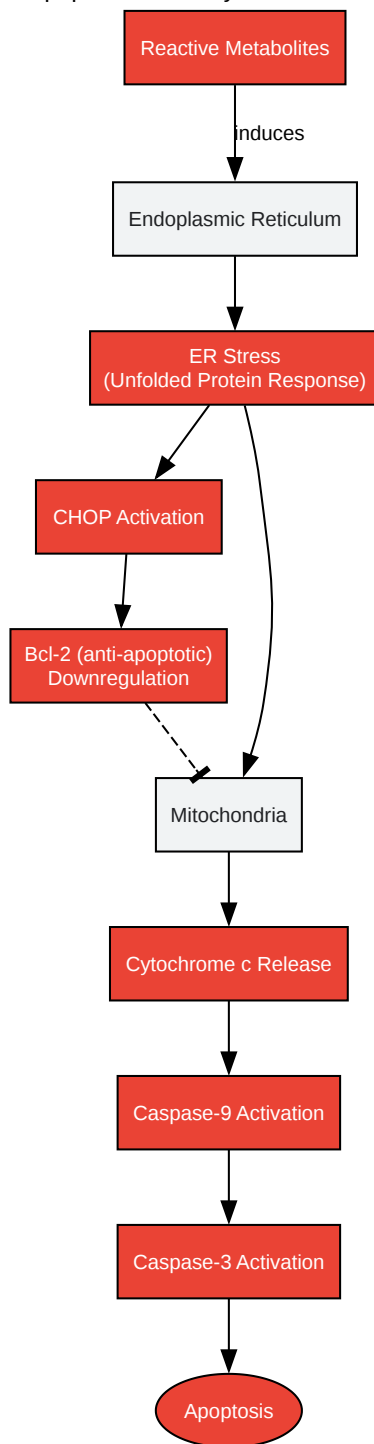 Reactive Metabolites
induces
Endoplasmic Reticulum
ER Stress
(Unfolded Protein Response)
CHOP Activation
Bcl-2 (anti-apoptotic)
Downregulation
Mitochondria
Cytochrome c Release
Caspase-9 Activation
Caspase-3 Activation
Apoptosis